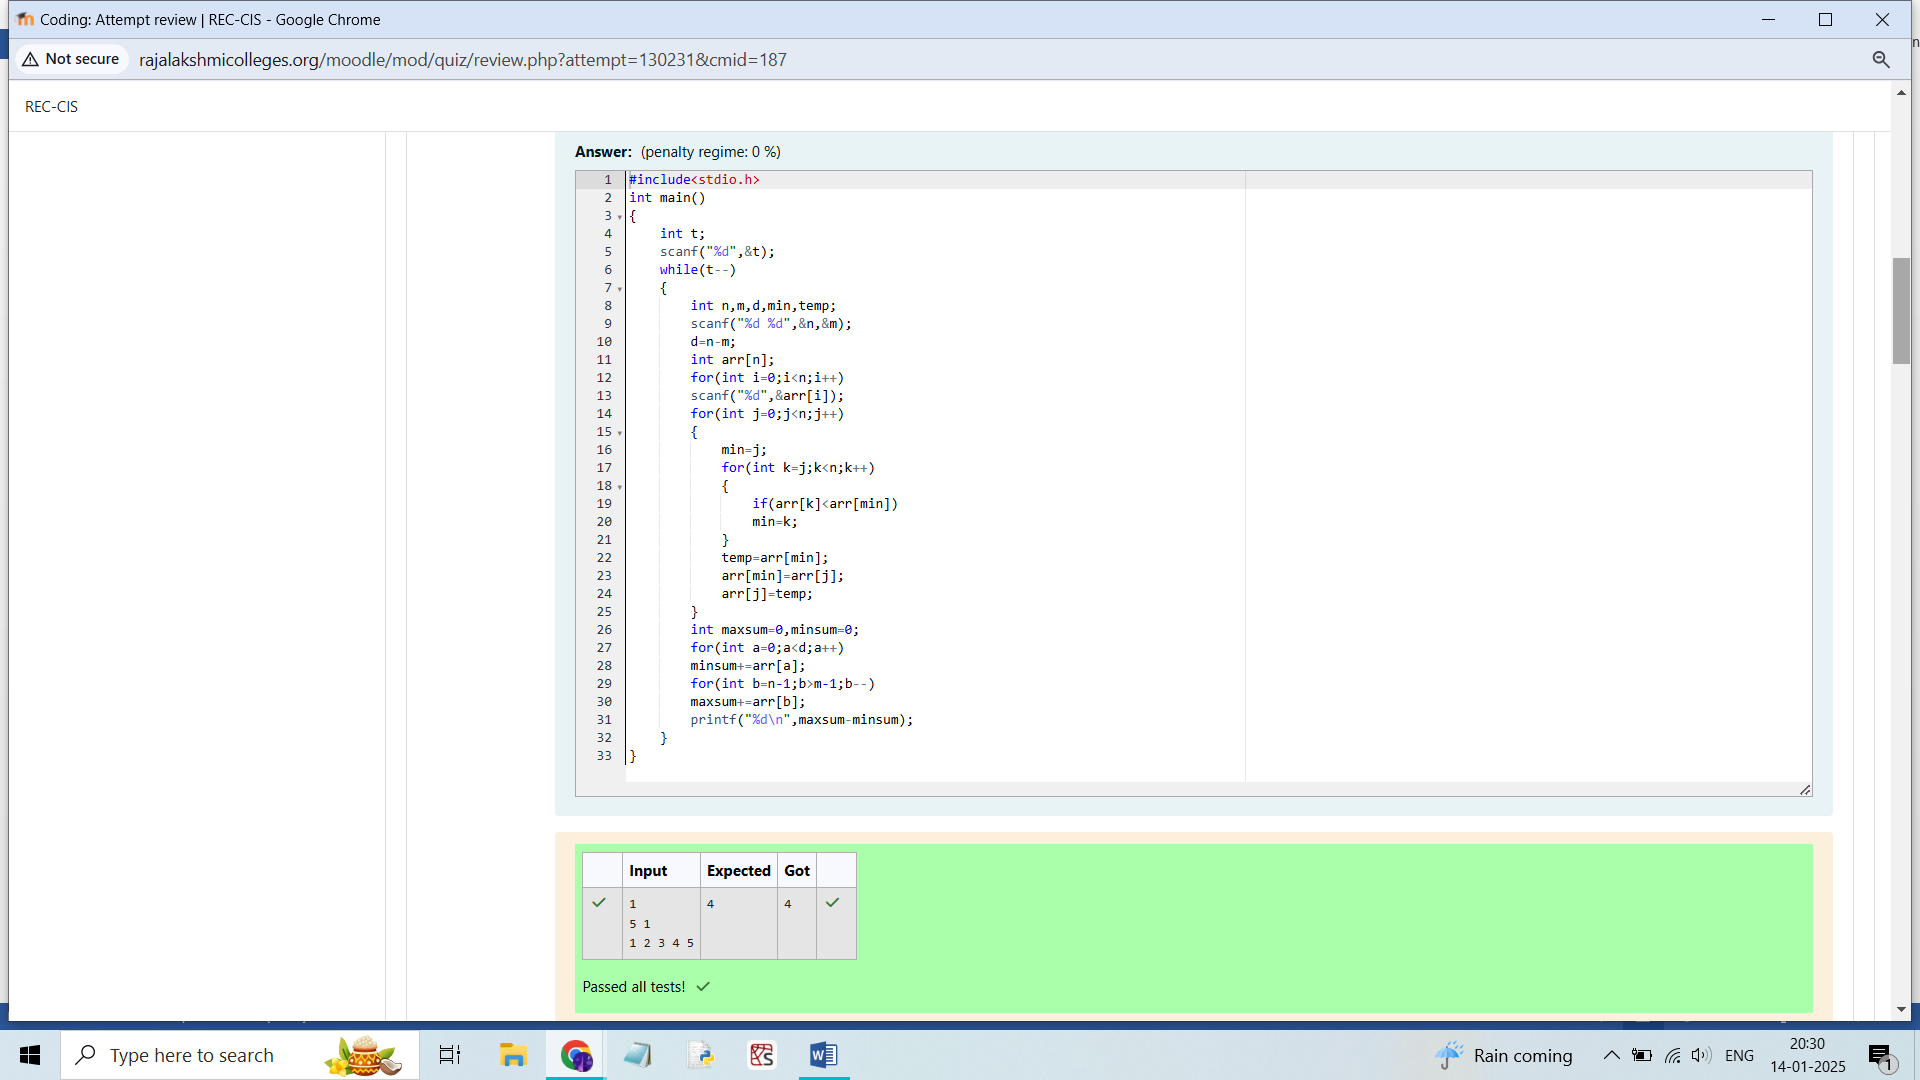 Coding: Attempt review | REC-CIS - Google Chrome
Not secure rajalakshmicolleges.org/moodle/mod/quiz/review.php?attempt=130231&cmid=187
REC-CIS
Answer: (penalty regime: 0 %)
1 #include<stdio.h>
2 int main()
3 {
4 int t;
5 scanf("%d",&t);
6 while(t--)
7 {
8 int n,m,d,min,temp;
9 scanf("%d %d",&n,&m);
10 d=n-m;
11 int arr[n];
12 for(int i=0;i<n;i++)
13 scanf("%d",&arr[i]);
14 for(int j=0;j<n;j++)
15 {
16 min=j;
17 for(int k=j;k<n;k++)
18 {
19 if(arr[k]<arr[min])
20 min=k;
21 }
22 temp=arr[min];
23 arr[min]=arr[j];
24 arr[j]=temp;
25 }
26 int maxsum=0,minsum=0;
27 for(int a=0;a<d;a++)
28 minsum+=arr[a];
29 for(int b=n-1;b>m-1;b--)
30 maxsum+=arr[b];
31 printf("%d\n",maxsum-minsum);
32 }
33 }
Input Expected Got
1 4 4
5 1
1 2 3 4 5
Passed all tests!
Type here to search
Rain coming
ENG
20:30
14-01-2025
1